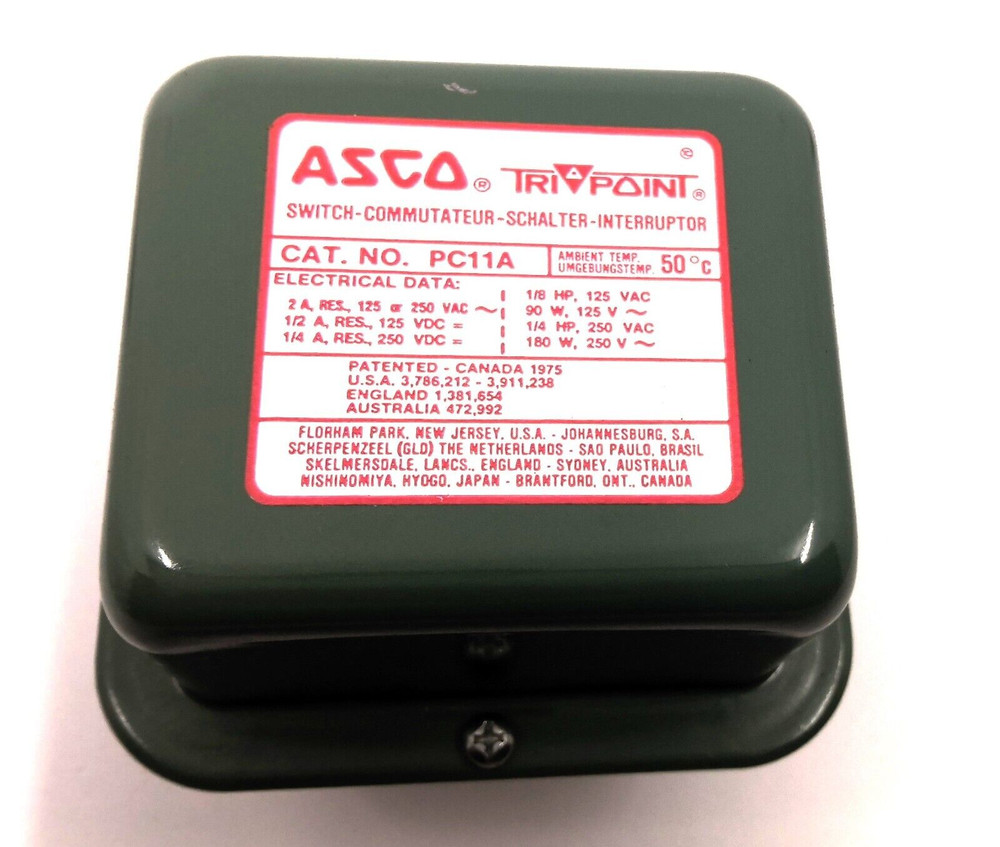 ASCO® TRIPOINT®
SWITCH-COMMUTATEUR-SCHALTER-INTERRUPTOR
CAT. NO. PC11A
AMBIENT TEMP.
UMGEBUNGSTEMP. 50°C
ELECTRICAL DATA:
2 A, RES., 125 or 250 VAC ~
1/2 A, RES., 125 VDC =
1/4 A, RES., 250 VDC =
1/8 HP, 125 VAC
90 W, 125 V ~
1/4 HP, 250 VAC
180 W, 250 V ~
PATENTED - CANADA 1975
U.S.A. 3,786,212 - 3,911,238
ENGLAND 1,381,654
AUSTRALIA 472,992
FLORHAM PARK, NEW JERSEY, U.S.A. - JOHANNESBURG, S.A.
SCHERPENZEEL (GLD) THE NETHERLANDS - SAO PAULO, BRASIL
SKELMERSDALE, LANCS., ENGLAND - SYDNEY, AUSTRALIA
NISHINOMIYA, HYOGO, JAPAN - BRANTFORD, ONT., CANADA